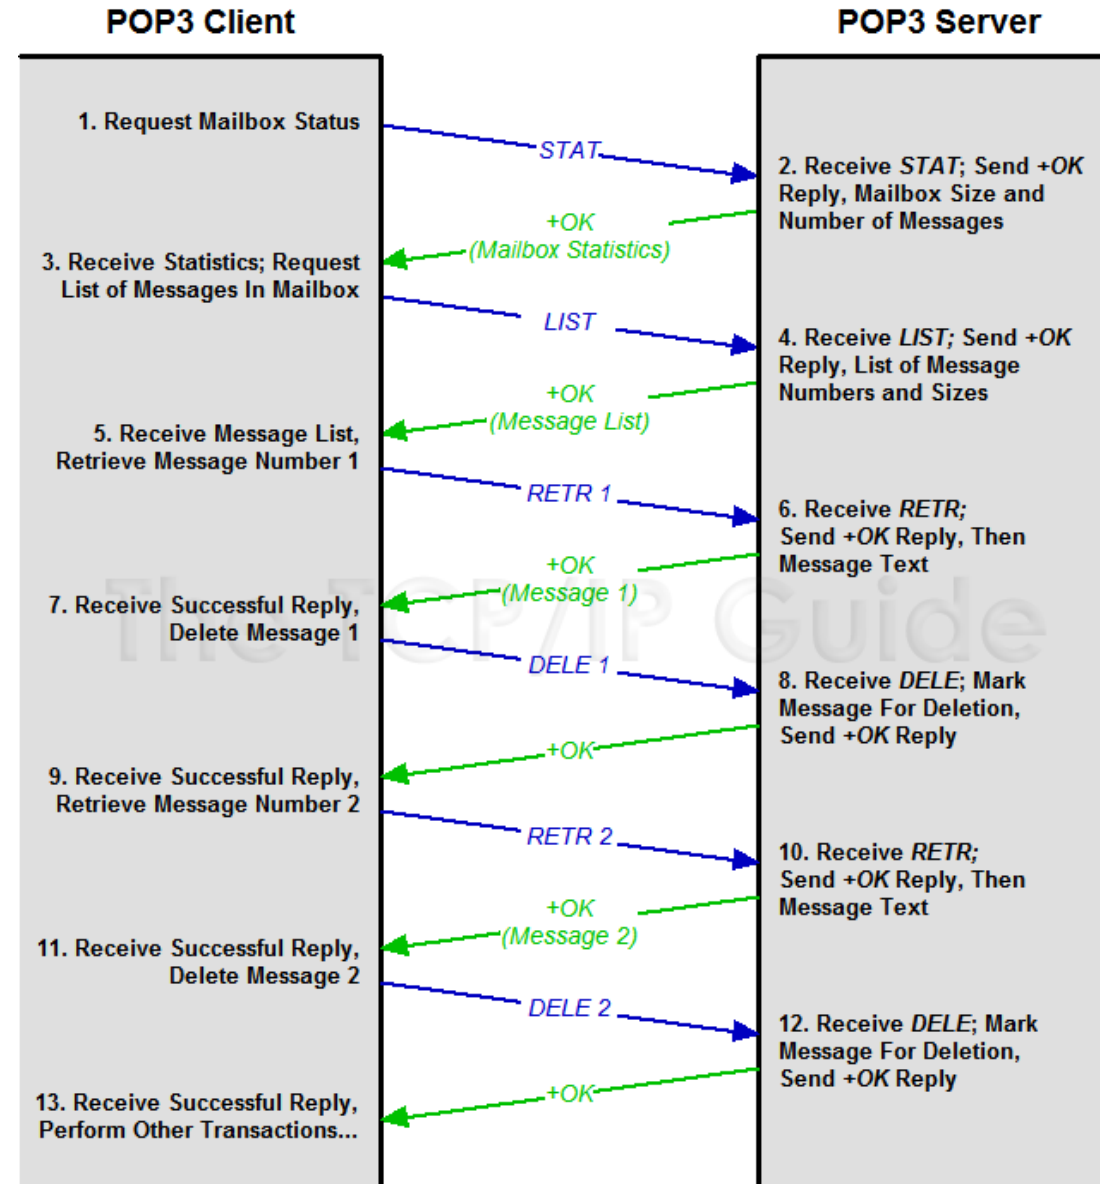 POP3 Client
POP3 Server
1. Request Mailbox Status
STAT
2. Receive STAT; Send +OK
Reply, Mailbox Size and
Number of Messages
+OK
(Mailbox Statistics)
3. Receive Statistics; Request
List of Messages In Mailbox
LIST
4. Receive LIST; Send +OK
Reply, List of Message
Numbers and Sizes
+OK
(Message List)
5. Receive Message List,
Retrieve Message Number 1
RETR 1
6. Receive RETR;
Send +OK Reply, Then
Message Text
+OK
(Message 1)
The TCP/IP Guide
7. Receive Successful Reply,
Delete Message 1
DELE 1
8. Receive DELE; Mark
Message For Deletion,
Send +OK Reply
+OK
9. Receive Successful Reply,
Retrieve Message Number 2
RETR 2
10. Receive RETR;
Send +OK Reply, Then
Message Text
+OK
(Message 2)
11. Receive Successful Reply,
Delete Message 2
DELE 2
12. Receive DELE; Mark
Message For Deletion,
Send +OK Reply
+OK
13. Receive Successful Reply,
Perform Other Transactions...